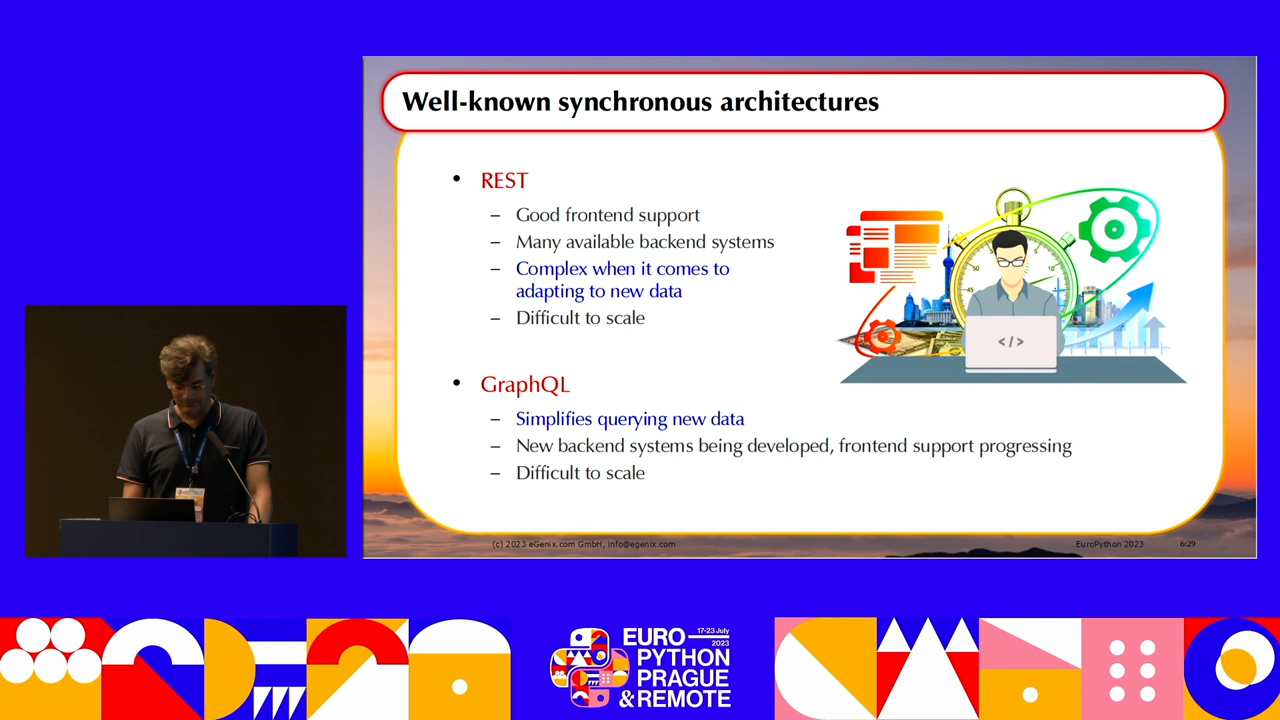 Well-known synchronous architectures
• REST
– Good frontend support
– Many available backend systems
– Complex when it comes to
adapting to new data
– Difficult to scale
• GraphQL
– Simplifies querying new data
– New backend systems being developed, frontend support progressing
– Difficult to scale
</>
(c) 2023 eGenix.com GmbH, info@egenix.com
EuroPython 2023
6:29
EURO
17-23 July
2023
PYTHON
PRAGUE
&REMOTE